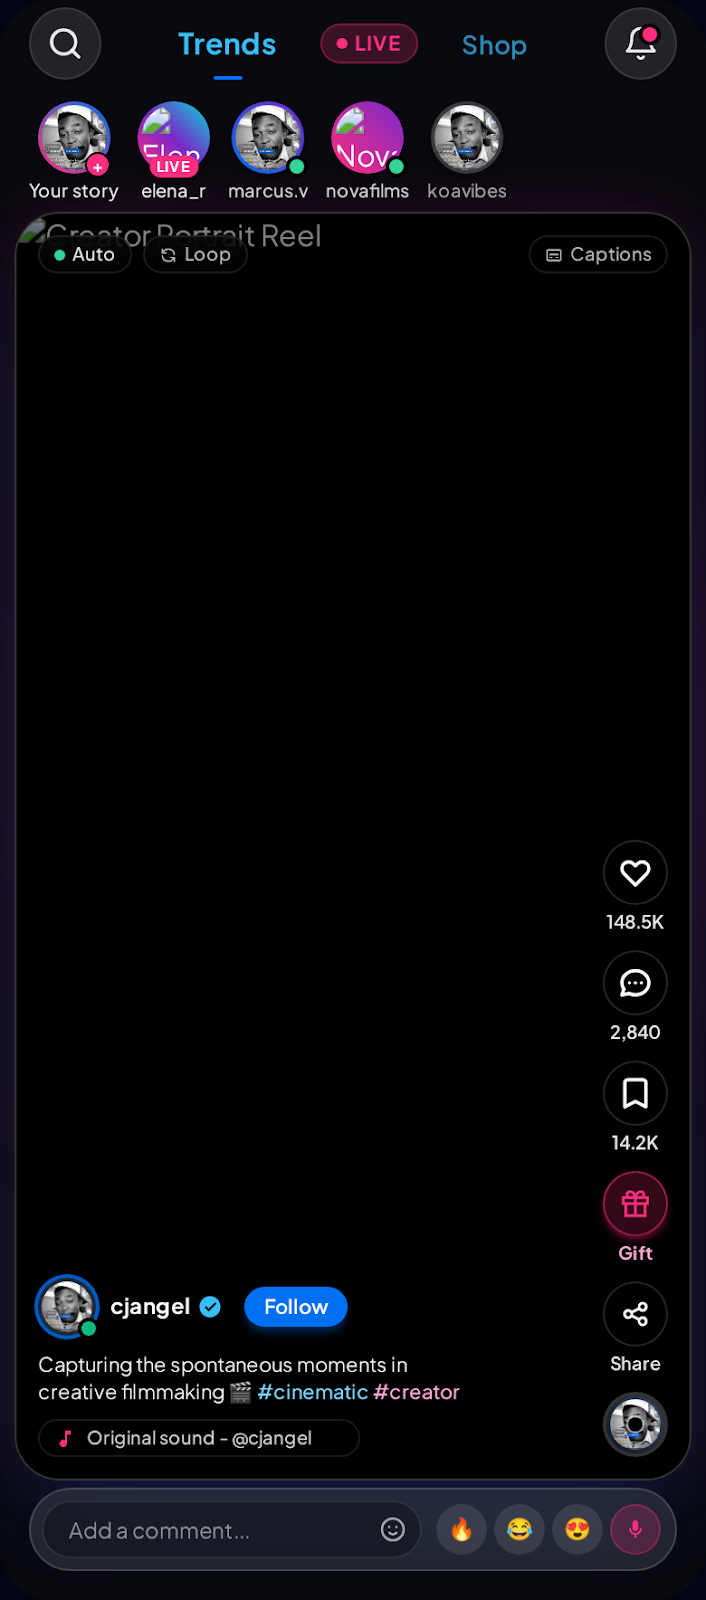 Trends
LIVE
Shop
Elen
LIVE
Nova
Your story
elena_r
marcus.v
novafilms
koavibes
Creator Portrait Reel
Auto
Loop
Captions
148.5K
2,840
14.2K
Gift
cjangel
Follow
Share
Capturing the spontaneous moments in
creative filmmaking 🎬 #cinematic #creator
Original sound - @cjangel
Add a comment...